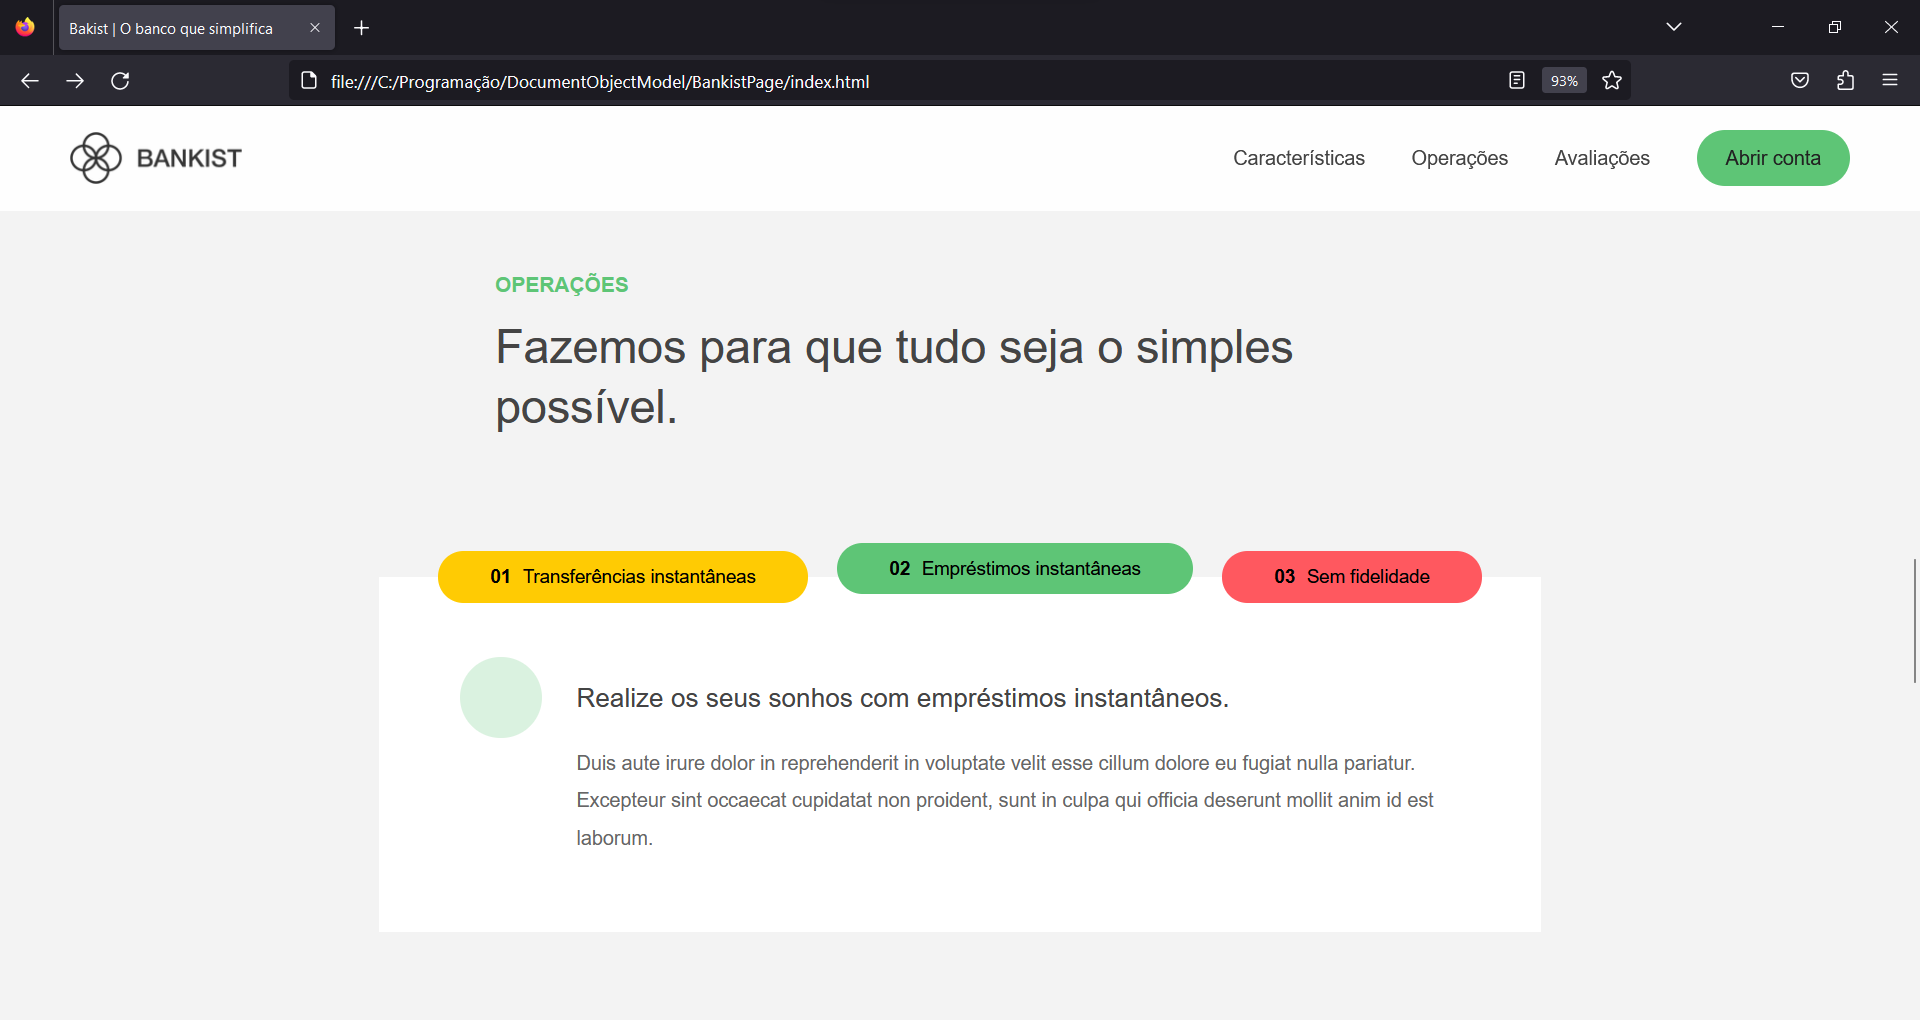 Bakist | O banco que simplifica
file:///C:/Programação/DocumentObjectModel/BankistPage/index.html
93%
BANKIST
Características
Operações
Avaliações
Abrir conta
OPERAÇÕES
Fazemos para que tudo seja o simples
possível.
01 Transferências instantâneas
02 Empréstimos instantâneas
03 Sem fidelidade
Realize os seus sonhos com empréstimos instantâneos.
Duis aute irure dolor in reprehenderit in voluptate velit esse cillum dolore eu fugiat nulla pariatur.
Excepteur sint occaecat cupidatat non proident, sunt in culpa qui officia deserunt mollit anim id est
laborum.